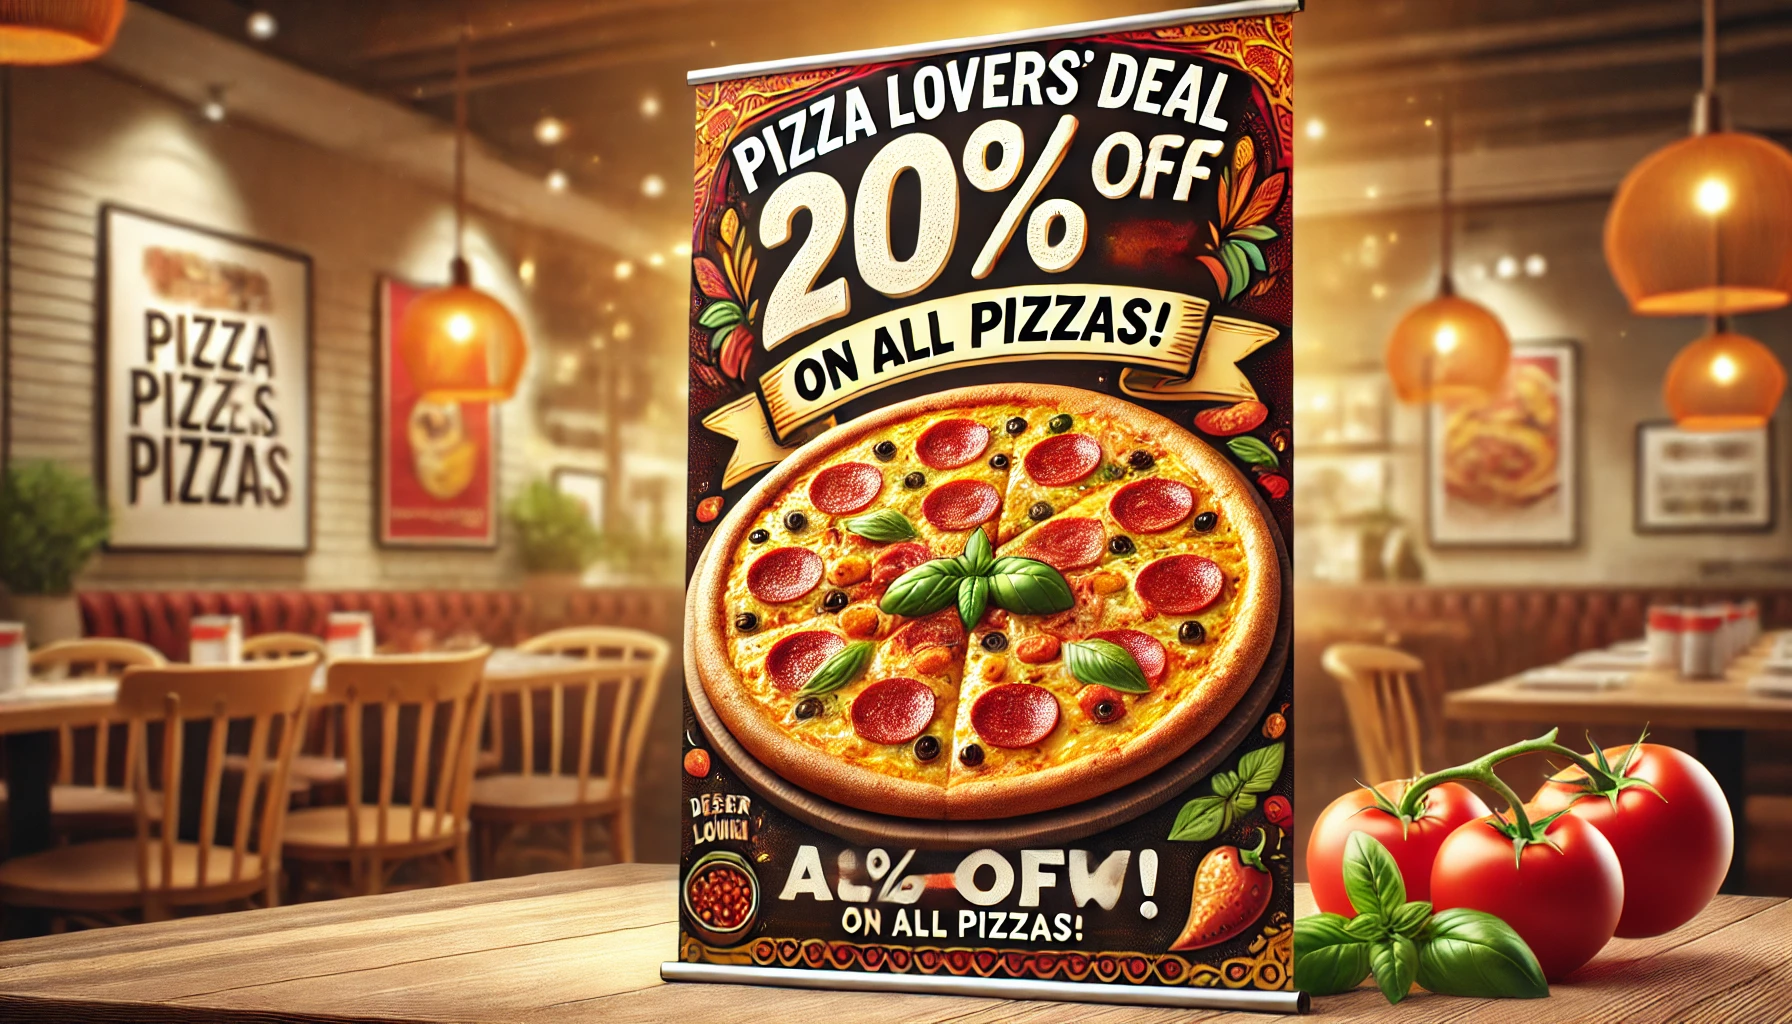 PIZZA LOVERS' DEAL
20% OFF
ON ALL PIZZAS!
ON ALL PIZZAS!
PIZZA
PIZZAS